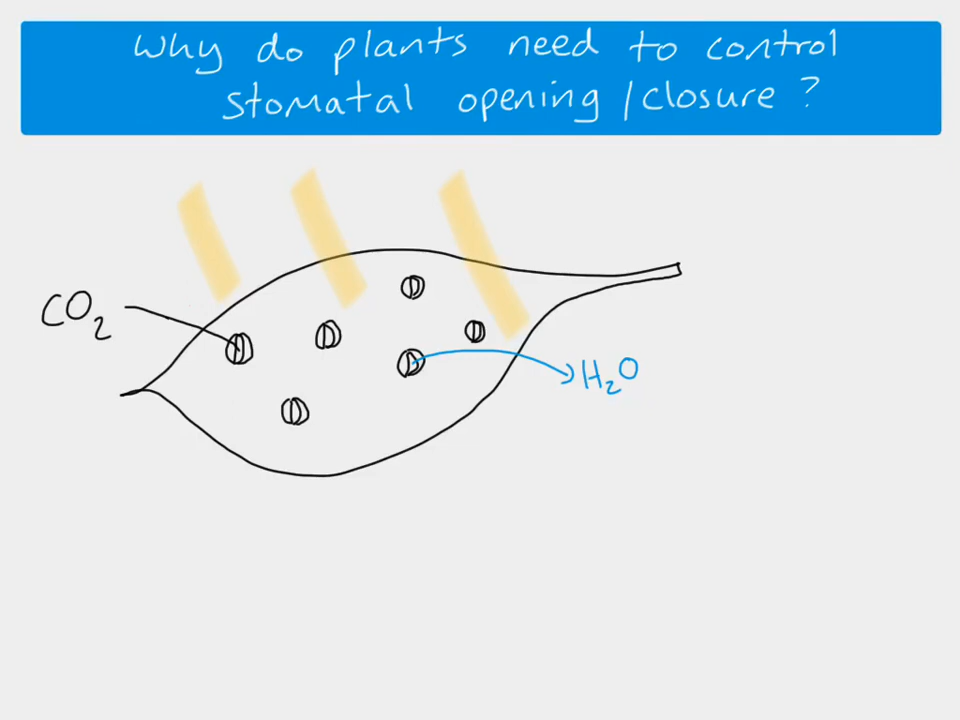 Why do plants need to control
stomatal opening /closure ?
CO₂
H₂O